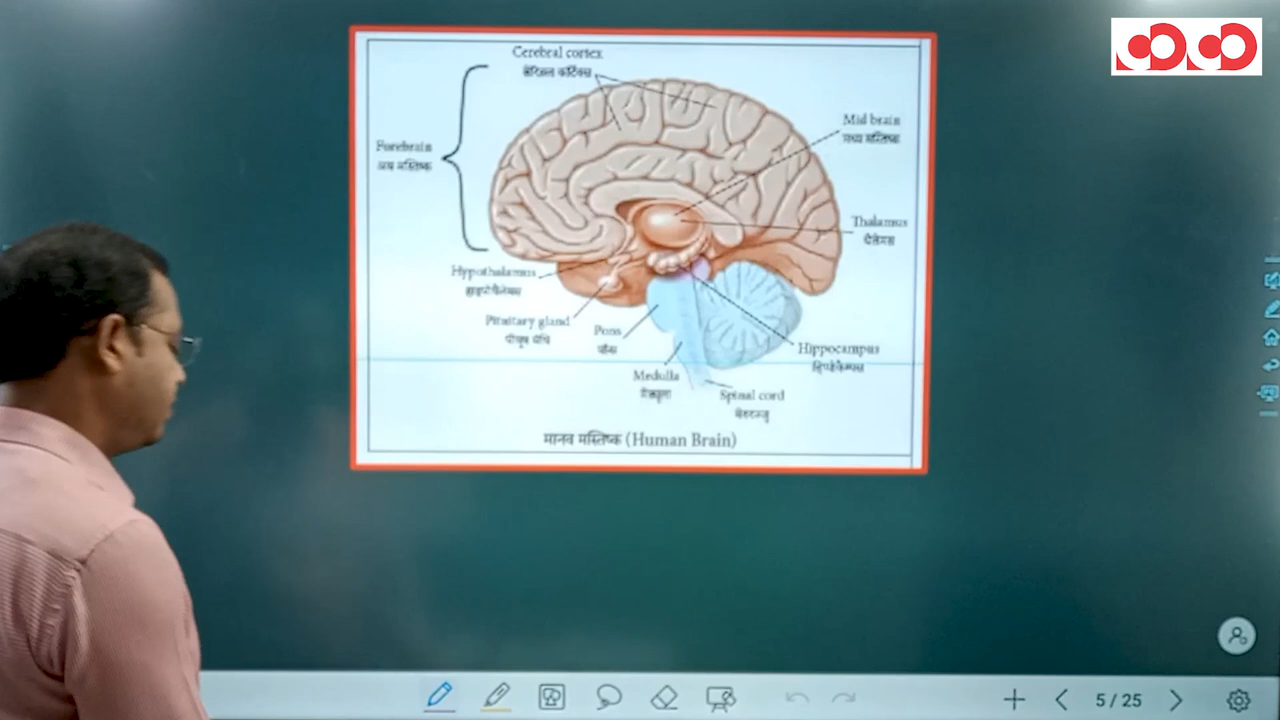 Cerebral cortex
सेरिब्रल कॉर्टेक्स
Mid brain
मध्य मस्तिष्क
Forebrain
अग्र मस्तिष्क
Thalamus
थैलेमस
Hypothalamus
हाइपोथैलेमस
Pituitary gland
पीयूष ग्रंथि
Pons
पॉन्स
Hippocampus
हिप्पोकैम्पस
Medulla
मेड्यूला
Spinal cord
मेरुरज्जु
मानव मस्तिष्क (Human Brain)
5 / 25